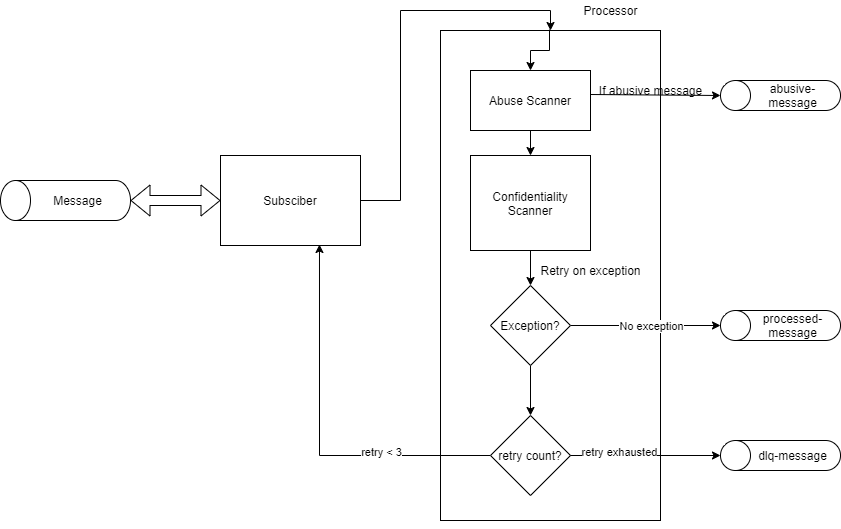 Processor
If abusive message
abusive-
message
Abuse Scanner
Message
Subsciber
Confidentiality
Scanner
Retry on exception
Exception?
No exception
processed-
message
retry < 3
retry count?
retry exhausted
dlq-message